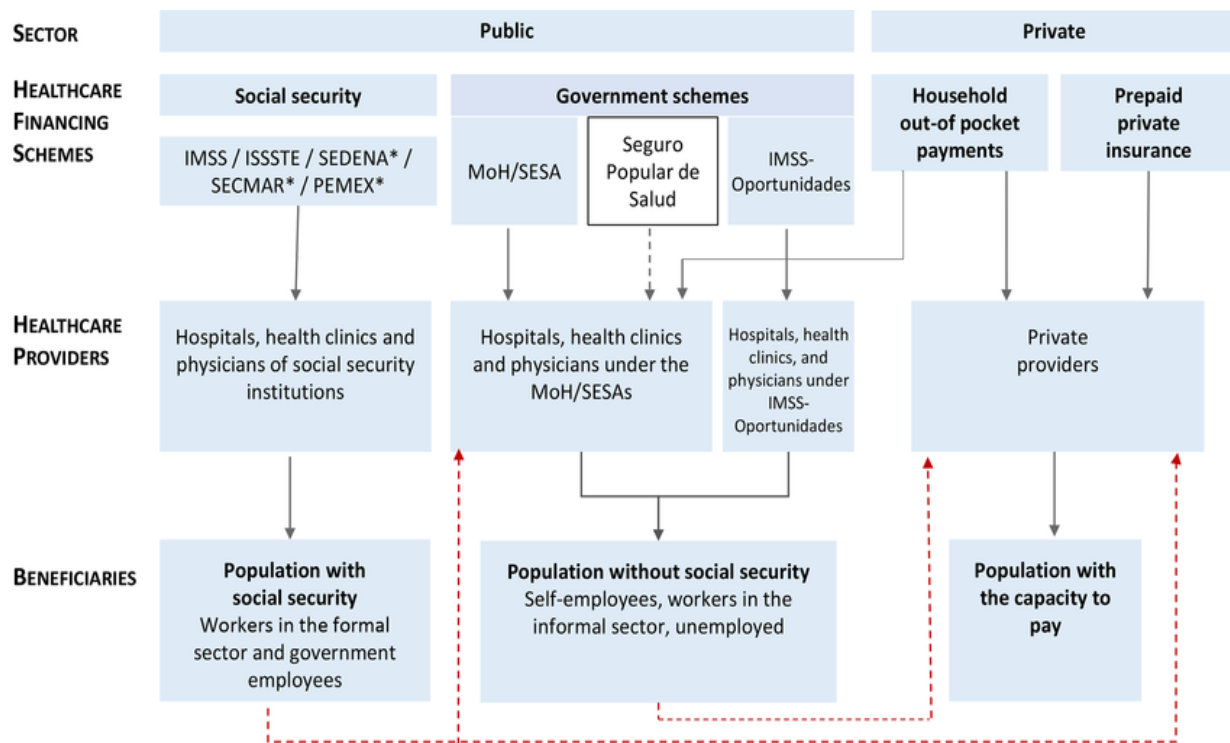 SECTOR
Public
Private
HEALTHCARE
FINANCING
SCHEMES
Social security
Government schemes
Household
out-of pocket
payments
Prepaid
private
insurance
IMSS / ISSSTE / SEDENA* /
SECMAR* / PEMEX*
MoH/SESA
Seguro
Popular de
Salud
IMSS-
Oportunidades
HEALTHCARE
PROVIDERS
Hospitals, health clinics and
physicians of social security
institutions
Hospitals, health clinics
and physicians under the
MoH/SESAs
Hospitals, health
clinics, and
physicians under
IMSS-
Oportunidades
Private
providers
BENEFICIARIES
Population with
social security
Workers in the formal
sector and government
employees
Population without social security
Self-employees, workers in the
informal sector, unemployed
Population with
the capacity to
pay